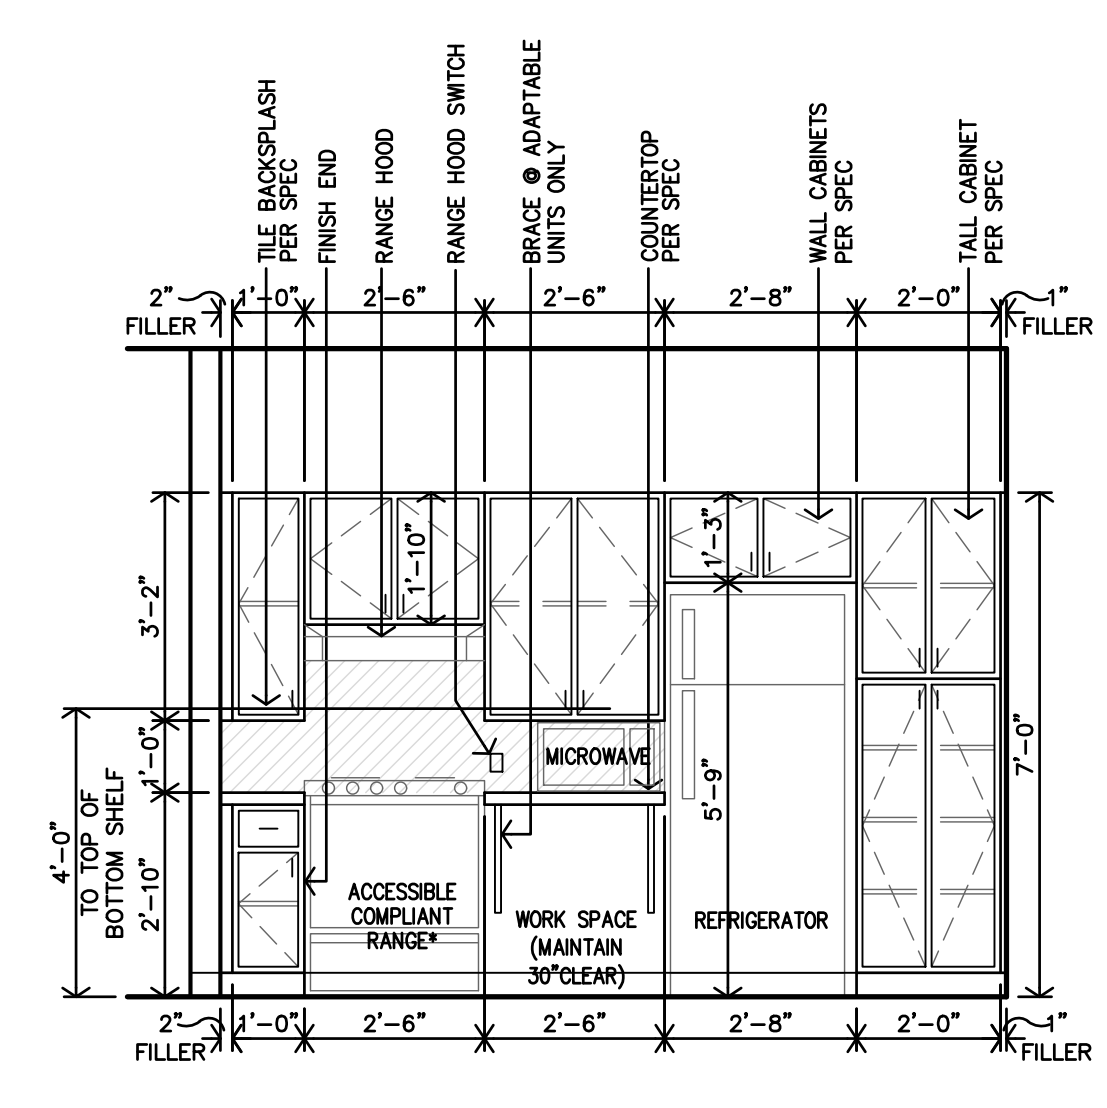 TILE BACKSPLASH
PER SPEC
FINISH END
RANGE HOOD
RANGE HOOD SWITCH
BRACE @ ADAPTABLE
UNITS ONLY
COUNTERTOP
PER SPEC
WALL CABINETS
PER SPEC
TALL CABINET
PER SPEC
2"
FILLER
1'-0"
2'-6"
2'-6"
2'-8"
2'-0"
1"
FILLER
3'-2"
1'-10"
1'-3"
7'-0"
1'-0"
MICROWAVE
5'-9"
4'-0"
TO TOP OF
BOTTOM SHELF
2'-10"
ACCESSIBLE
COMPLIANT
RANGE*
WORK SPACE
(MAINTAIN
30"CLEAR)
REFRIGERATOR
2"
FILLER
1'-0"
2'-6"
2'-6"
2'-8"
2'-0"
1"
FILLER